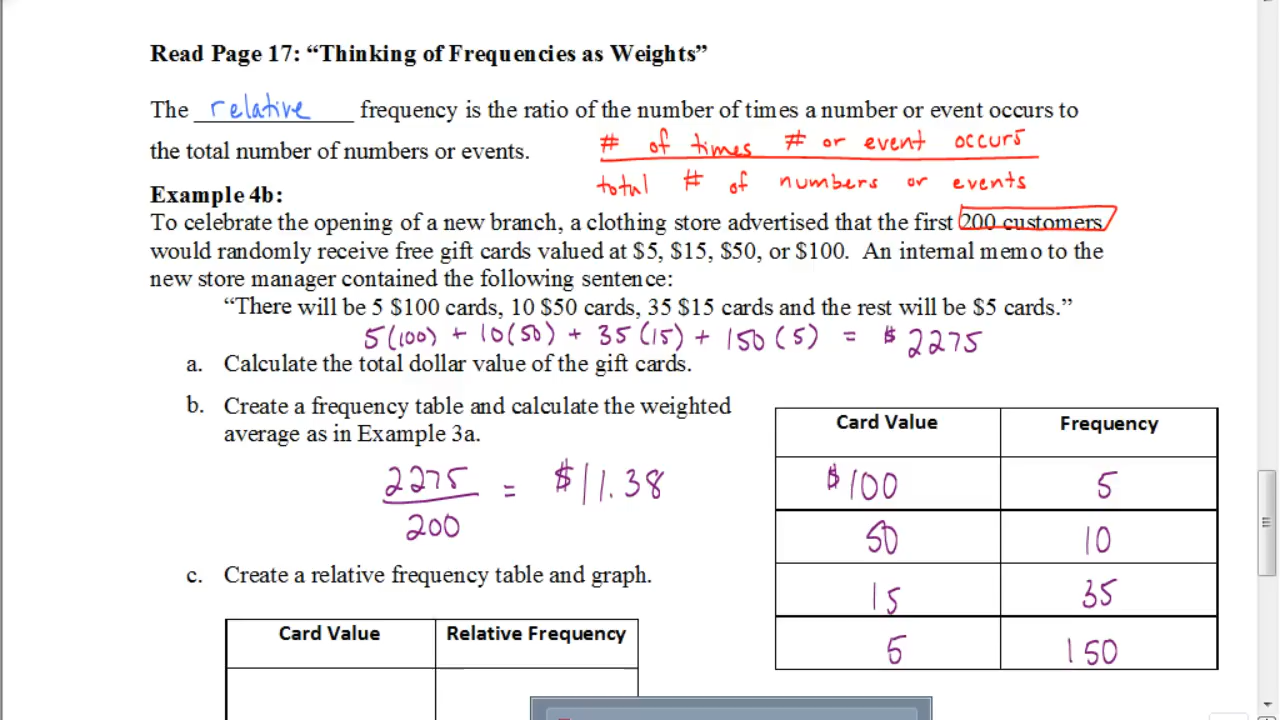 Read Page 17: “Thinking of Frequencies as Weights”
The relative frequency is the ratio of the number of times a number or event occurs to
the total number of numbers or events.
# of times # or event occurs
total # of numbers or events
Example 4b:
To celebrate the opening of a new branch, a clothing store advertised that the first 200 customers
would randomly receive free gift cards valued at $5, $15, $50, or $100. An internal memo to the
new store manager contained the following sentence:
“There will be 5 $100 cards, 10 $50 cards, 35 $15 cards and the rest will be $5 cards.”
5(100) + 10(50) + 35(15) + 150(5) = $2275
a. Calculate the total dollar value of the gift cards.
b. Create a frequency table and calculate the weighted
average as in Example 3a.
2275
200
= $11.38
Card Value Frequency
$100 5
50 10
15 35
5 150
c. Create a relative frequency table and graph.
Card Value Relative Frequency